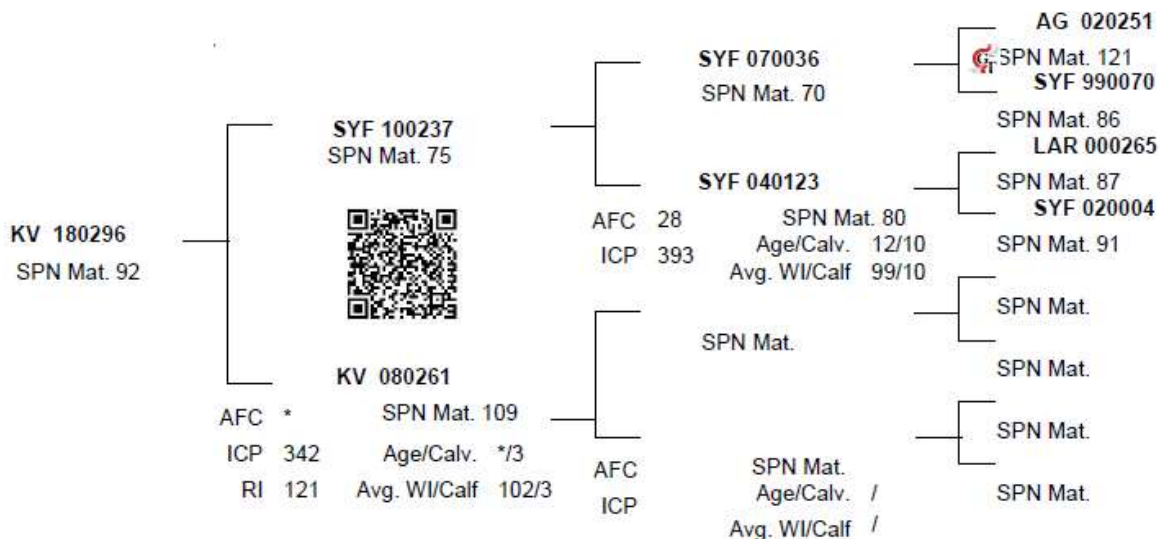 AG 020251
SYF 070036
SPN Mat. 121
SPN Mat. 70
SYF 990070
SYF 100237
SPN Mat. 86
SPN Mat. 75
LAR 000265
SYF 040123
SPN Mat. 87
AFC 28 SPN Mat. 80
SYF 020004
KV 180296
ICP 393 Age/Calv. 12/10
SPN Mat. 91
SPN Mat. 92
Avg. WI/Calf 99/10
SPN Mat.
SPN Mat.
KV 080261
SPN Mat.
AFC * SPN Mat. 109
SPN Mat.
ICP 342 Age/Calv. */3
AFC SPN Mat.
RI 121 Avg. WI/Calf 102/3
Age/Calv. /
SPN Mat.
ICP
Avg. WI/Calf /